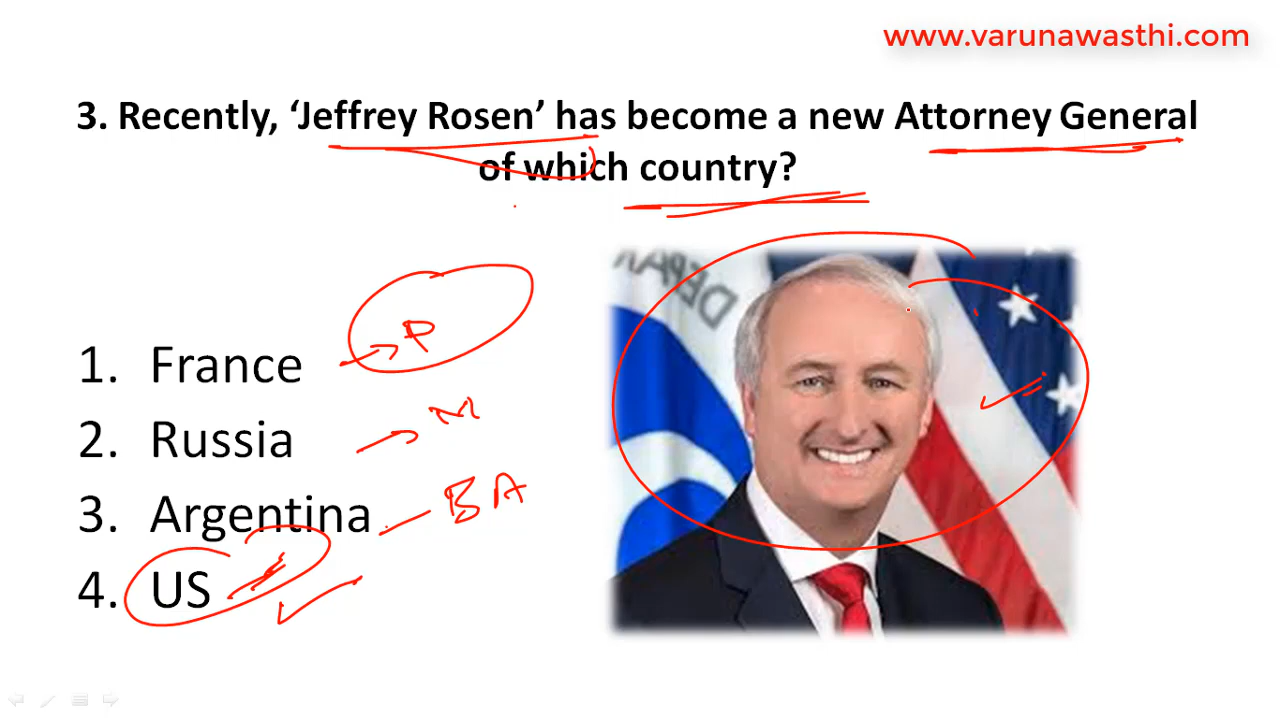 www.varunawasthi.com
3. Recently, ‘Jeffrey Rosen’ has become a new Attorney General
of which country?
DEPA
1. France P
2. Russia M
3. Argentina BA
4. US